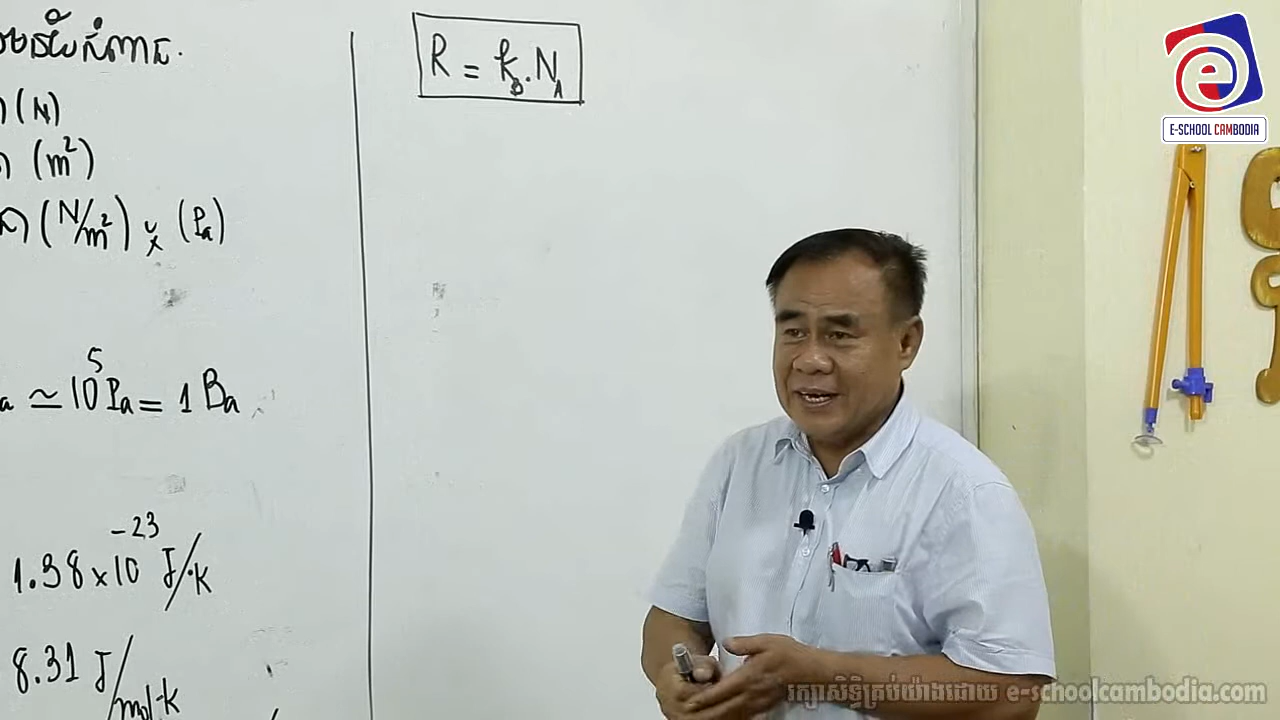 R = k_B . N_A
(N)
(m²)
(N/m²) ឬ (Pa)
≃ 10⁵ Pa = 1 Ba
1.38 × 10⁻²³ J/K
8.31 J/mol.K
e
E-SCHOOL CAMBODIA
រក្សាសិទ្ធិគ្រប់យ៉ាងដោយ e-schoolcambodia.com